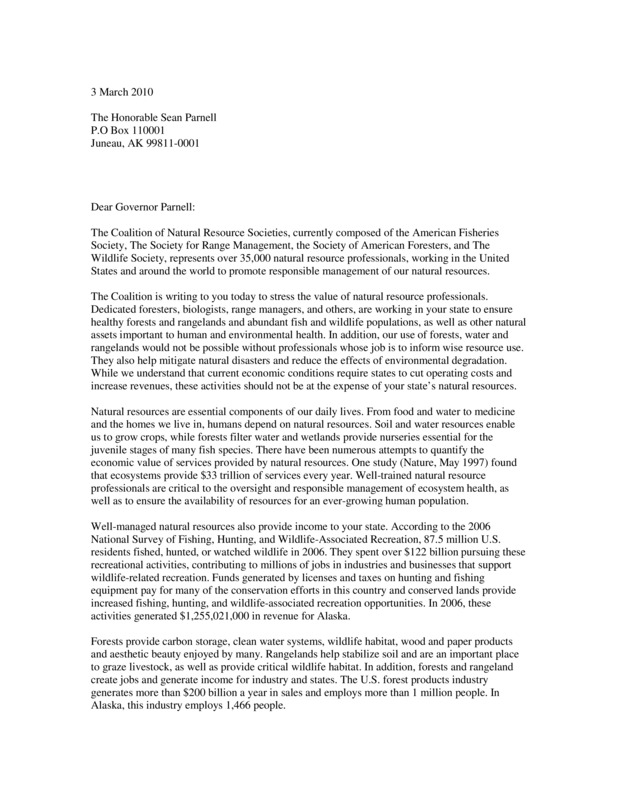 3 March 2010
The Honorable Sean Parnell
P.O Box 110001
Juneau, AK 99811-0001
Dear Governor Parnell:
The Coalition of Natural Resource Societies, currently composed of the American Fisheries
Society, The Society for Range Management, the Society of American Foresters, and The
Wildlife Society, represents over 35,000 natural resource professionals, working in the United
States and around the world to promote responsible management of our natural resources.
The Coalition is writing to you today to stress the value of natural resource professionals.
Dedicated foresters, biologists, range managers, and others, are working in your state to ensure
healthy forests and rangelands and abundant fish and wildlife populations, as well as other natural
assets important to human and environmental health. In addition, our use of forests, water and
rangelands would not be possible without professionals whose job is to inform wise resource use.
They also help mitigate natural disasters and reduce the effects of environmental degradation.
While we understand that current economic conditions require states to cut operating costs and
increase revenues, these activities should not be at the expense of your state's natural resources.
Natural resources are essential components of our daily lives. From food and water to medicine
and the homes we live in, humans depend on natural resources. Soil and water resources enable
us to grow crops, while forests filter water and wetlands provide nurseries essential for the
juvenile stages of many fish species. There have been numerous attempts to quantify the
economic value of services provided by natural resources. One study (Nature, May 1997) found
that ecosystems provide $33 trillion of services every year. Well-trained natural resource
professionals are critical to the oversight and responsible management of ecosystem health, as
well as to ensure the availability of resources for an ever-growing human population.
Well-managed natural resources also provide income to your state. According to the 2006
National Survey of Fishing, Hunting, and Wildlife-Associated Recreation, 87.5 million U.S.
residents fished, hunted, or watched wildlife in 2006. They spent over $122 billion pursuing these
recreational activities, contributing to millions of jobs in industries and businesses that support
wildlife-related recreation. Funds generated by licenses and taxes on hunting and fishing
equipment pay for many of the conservation efforts in this country and conserved lands provide
increased fishing, hunting, and wildlife-associated recreation opportunities. In 2006, these
activities generated $1,255,021,000 in revenue for Alaska.
Forests provide carbon storage, clean water systems, wildlife habitat, wood and paper products
and aesthetic beauty enjoyed by many. Rangelands help stabilize soil and are an important place
to graze livestock, as well as provide critical wildlife habitat. In addition, forests and rangeland
create jobs and generate income for industry and states. The U.S. forest products industry
generates more than $200 billion a year in sales and employs more than 1 million people. In
Alaska, this industry employs 1,466 people.